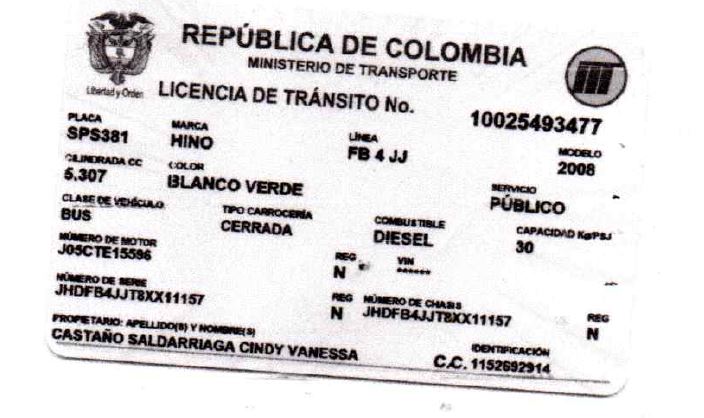 REPÚBLICA DE COLOMBIA
MINISTERIO DE TRANSPORTE
Libertad y Orden
LICENCIA DE TRÁNSITO No. 10025493477
PLACA MARCA LÍNEA MODELO
SPS381 HINO FB 4 JJ 2008
CILINDRADA CC COLOR SERVICIO
5.307 BLANCO VERDE PÚBLICO
CLASE DE VEHÍCULO TIPO CARROCERÍA COMBUSTIBLE CAPACIDAD Kg/PSJ
BUS CERRADA DIESEL 30
NÚMERO DE MOTOR REG VIN
J05CTE15596 N ******
NÚMERO DE SERIE REG NÚMERO DE CHASIS REG
JHDFB4JJT8XX11157 N JHDFB4JJT8XX11157 N
PROPIETARIO: APELLIDO(S) Y NOMBRE(S) IDENTIFICACIÓN
CASTAÑO SALDARRIAGA CINDY VANESSA C.C. 1152692914